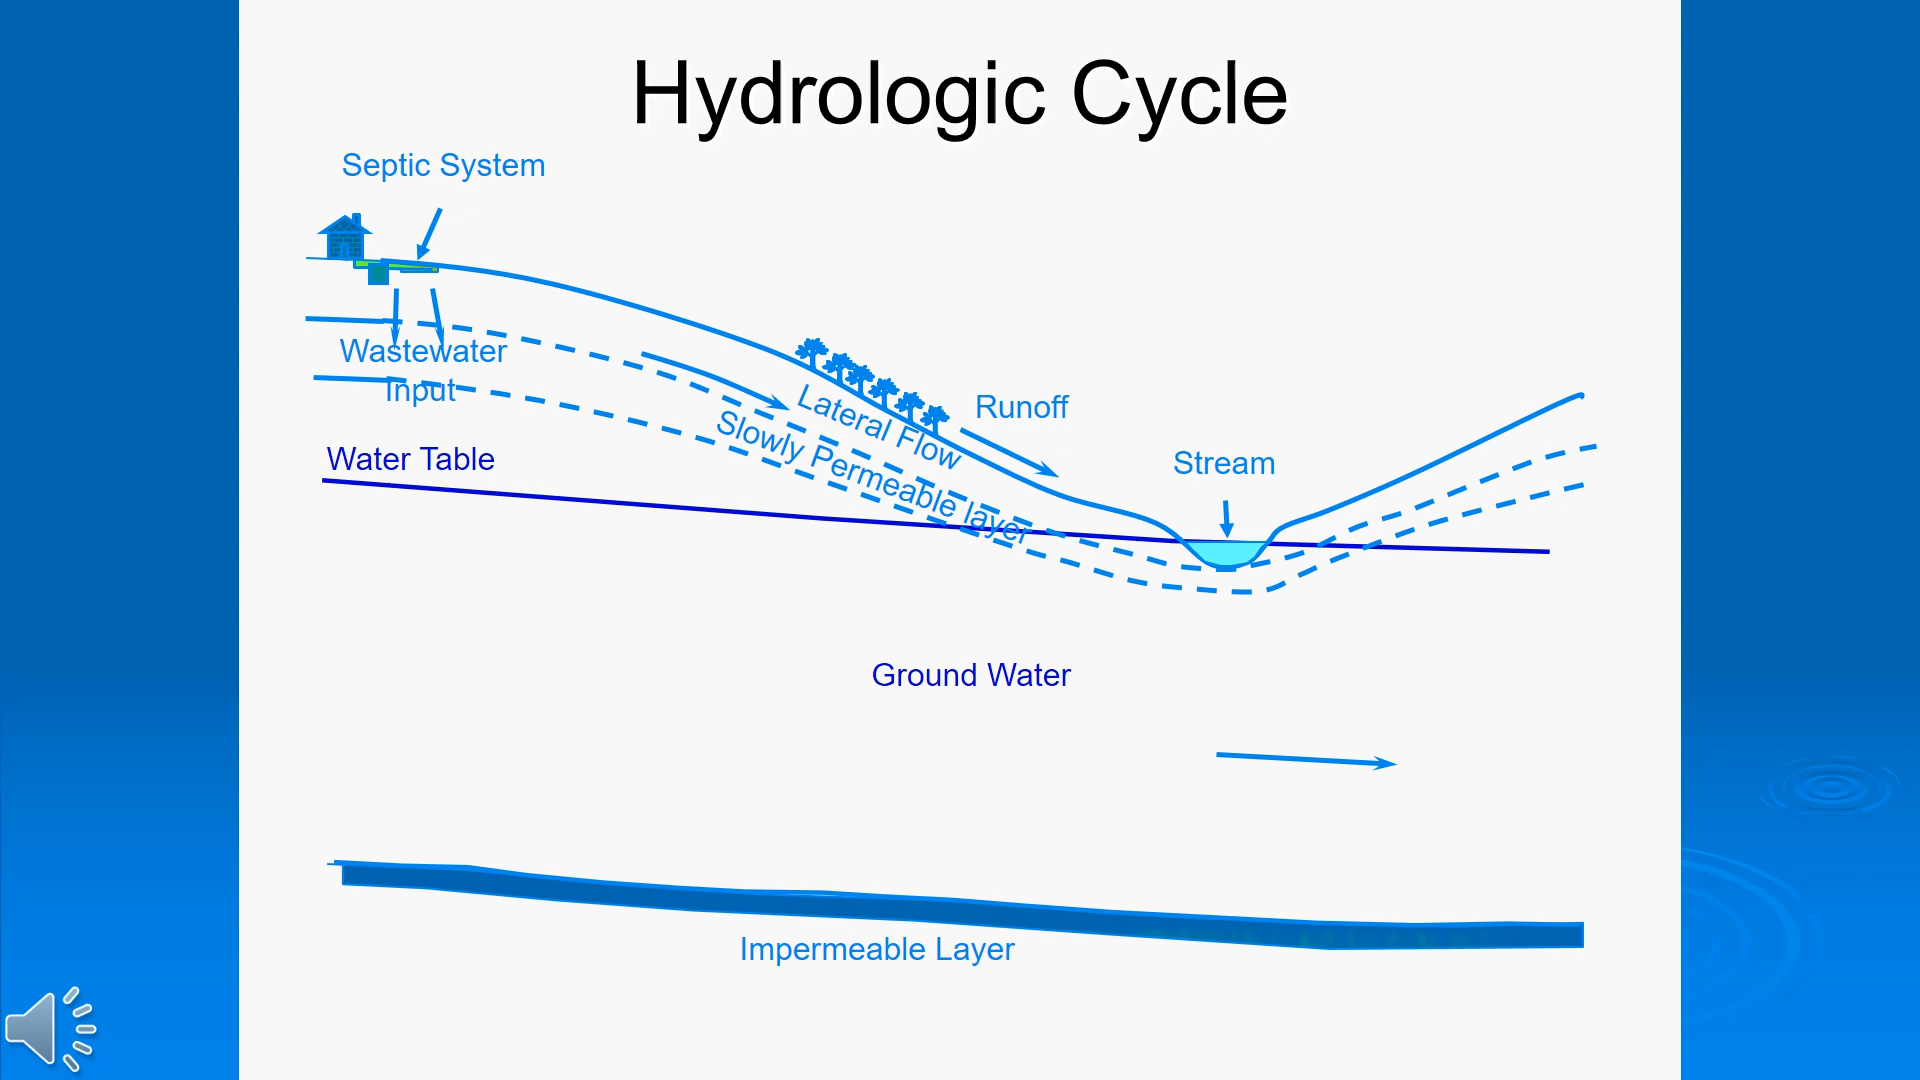 Hydrologic Cycle
Septic System
Wastewater
Input
Lateral Flow
Runoff
Slowly Permeable layer
Water Table
Stream
Ground Water
Impermeable Layer